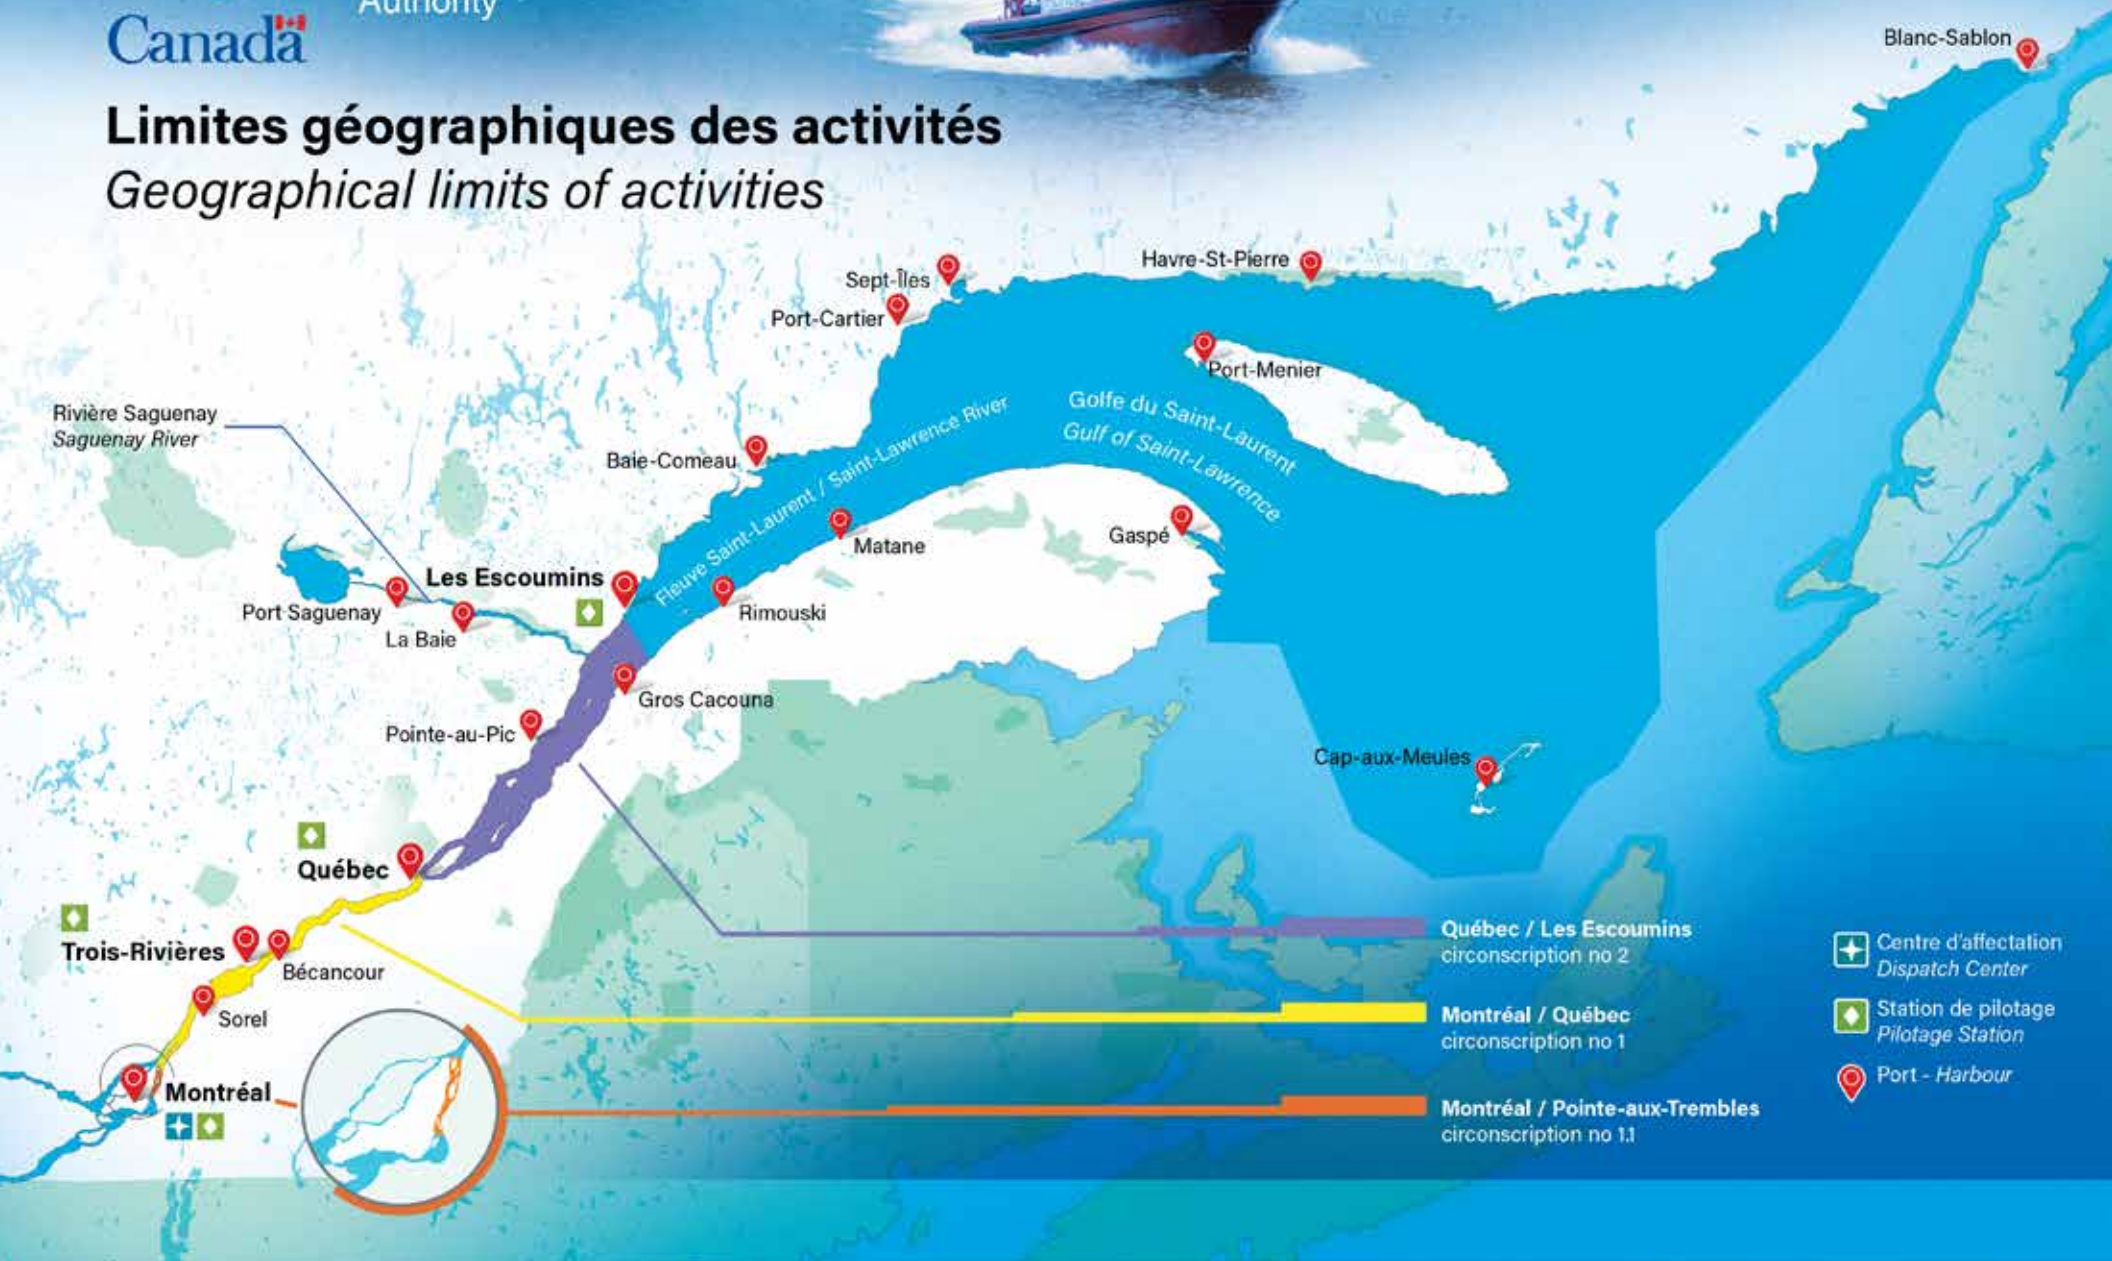 Authority
Canada
Limites géographiques des activités
Geographical limits of activities
Blanc-Sablon
Sept-Îles
Havre-St-Pierre
Port-Cartier
Port-Menier
Rivière Saguenay
Saguenay River
Golfe du Saint-Laurent
Gulf of Saint-Lawrence
Fleuve Saint-Laurent / Saint-Lawrence River
Baie-Comeau
Matane
Gaspé
Les Escoumins
Port Saguenay
La Baie
Rimouski
Gros Cacouna
Pointe-au-Pic
Cap-aux-Meules
Québec
Trois-Rivières
Bécancour
Sorel
Montréal
Québec / Les Escoumins
circonscription no 2
Montréal / Québec
circonscription no 1
Montréal / Pointe-aux-Trembles
circonscription no 1.1
Centre d'affectation
Dispatch Center
Station de pilotage
Pilotage Station
Port - Harbour